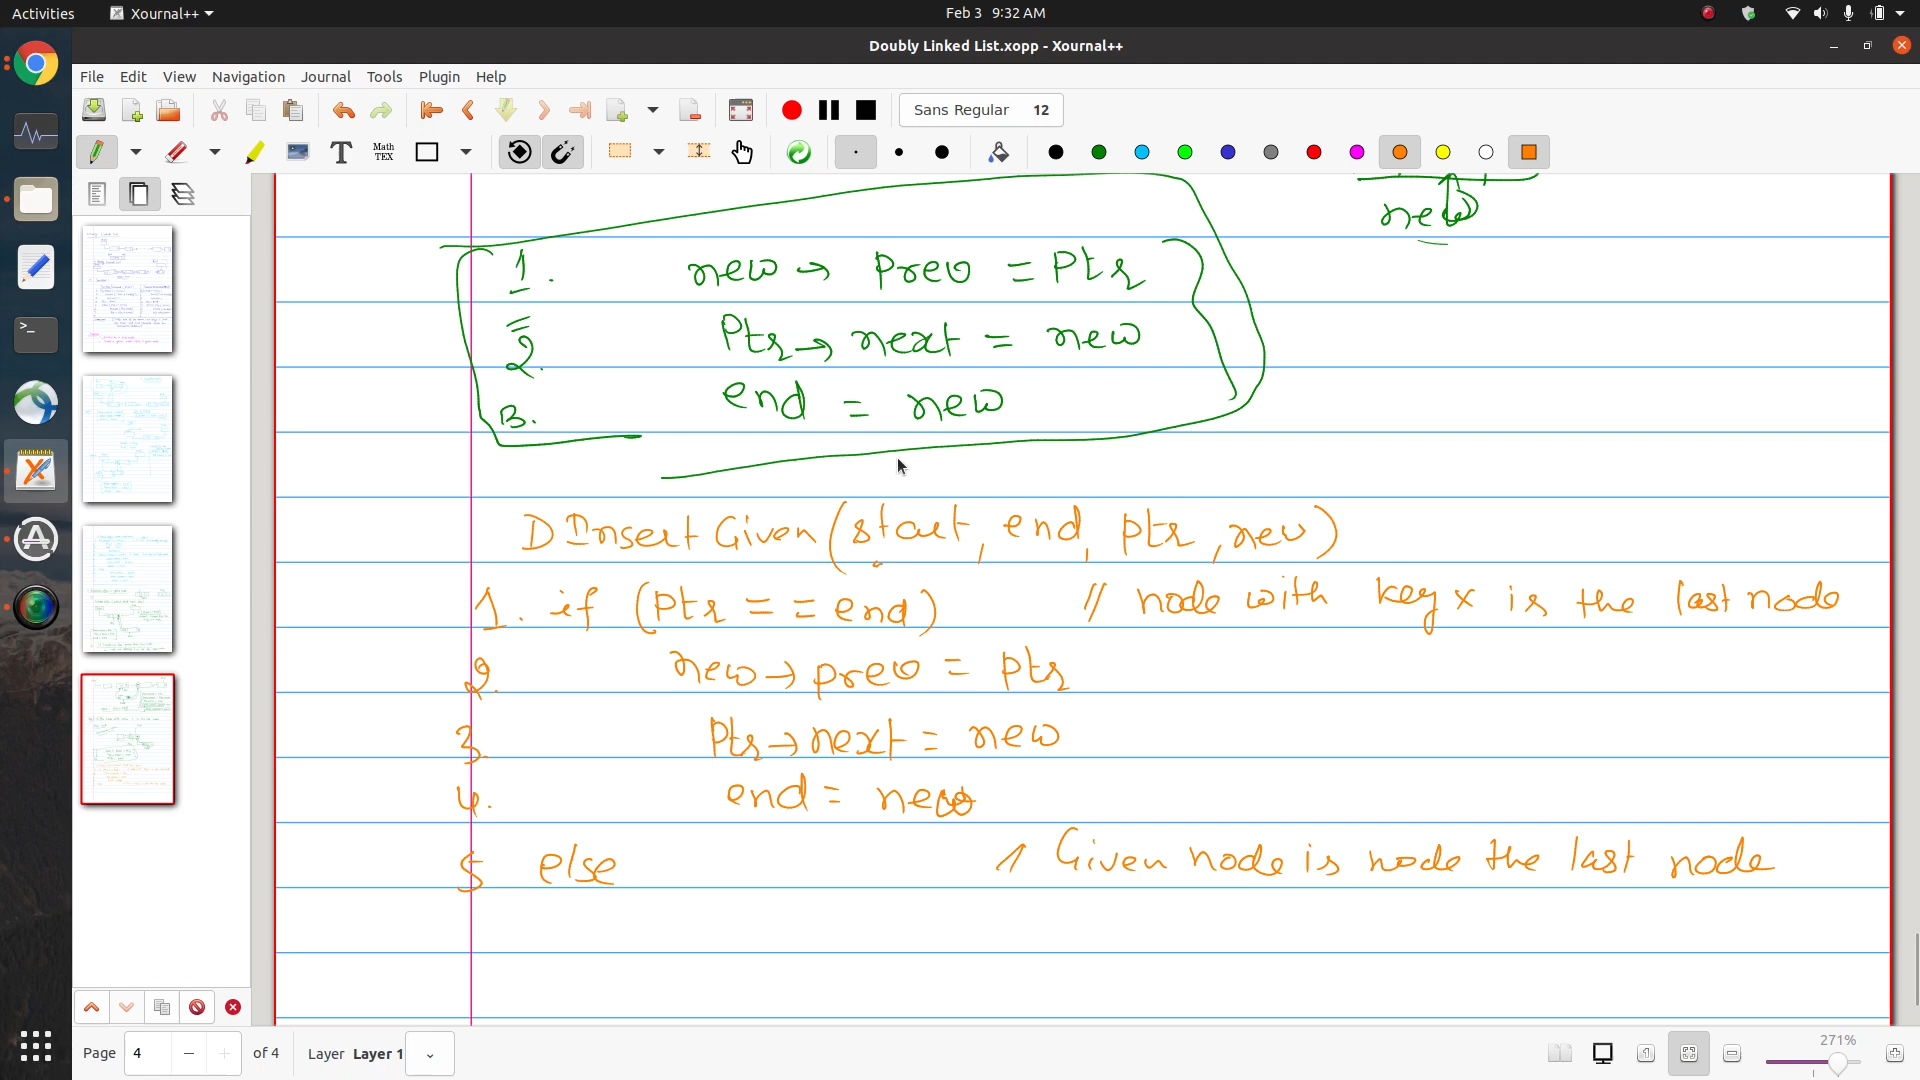 Activities Xournal++ Feb 3 9:32 AM
Doubly Linked List.xopp - Xournal++
File Edit View Navigation Journal Tools Plugin Help
Sans Regular 12
T Math TEX
new
1. new → prev = Ptr
2. Ptr → next = new
3. end = new
DInsertGiven (start, end, ptr, new)
1. if (Ptr == end) // node with key x is the last node
2. new → prev = ptr
3. Ptr → next = new
4. end = new
5 else / Given node is node the last node
Page 4 of 4 Layer Layer 1 271%